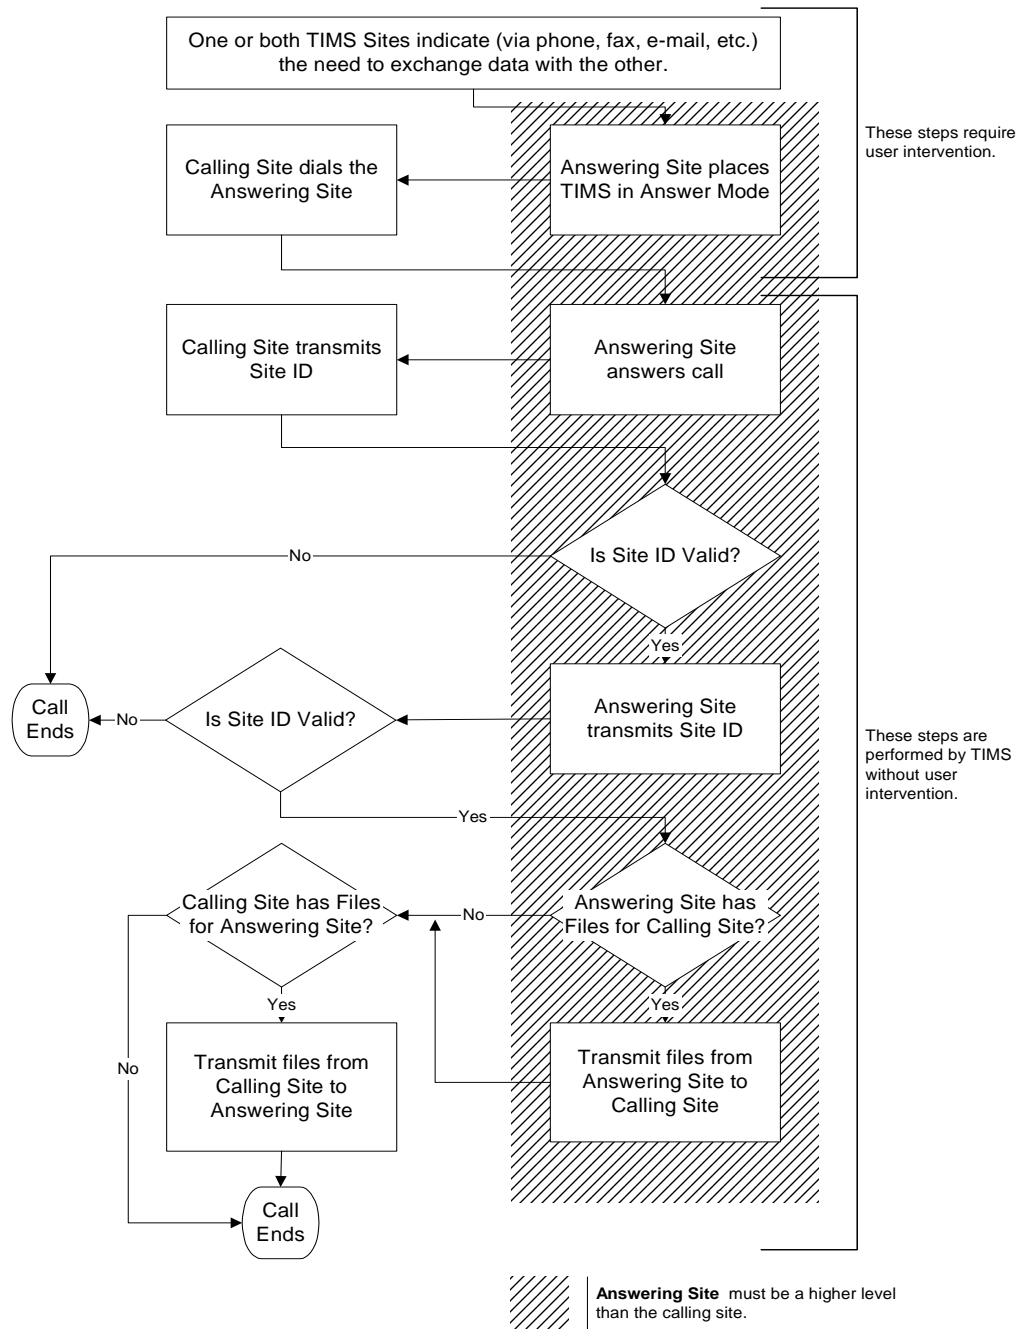 One or both TIMS Sites indicate (via phone, fax, e-mail, etc.)
the need to exchange data with the other.
These steps require
user intervention.
Calling Site dials the
Answering Site
Answering Site places
TIMS in Answer Mode
Calling Site transmits
Site ID
Answering Site
answers call
Is Site ID Valid?
No
Yes
Call
Ends
No
Is Site ID Valid?
Answering Site
transmits Site ID
These steps are
performed by TIMS
without user
intervention.
Yes
Calling Site has Files
for Answering Site?
No
Answering Site has
Files for Calling Site?
Yes
Yes
No
Transmit files from
Calling Site to
Answering Site
Transmit files from
Answering Site to
Calling Site
Call
Ends
Answering Site must be a higher level
than the calling site.